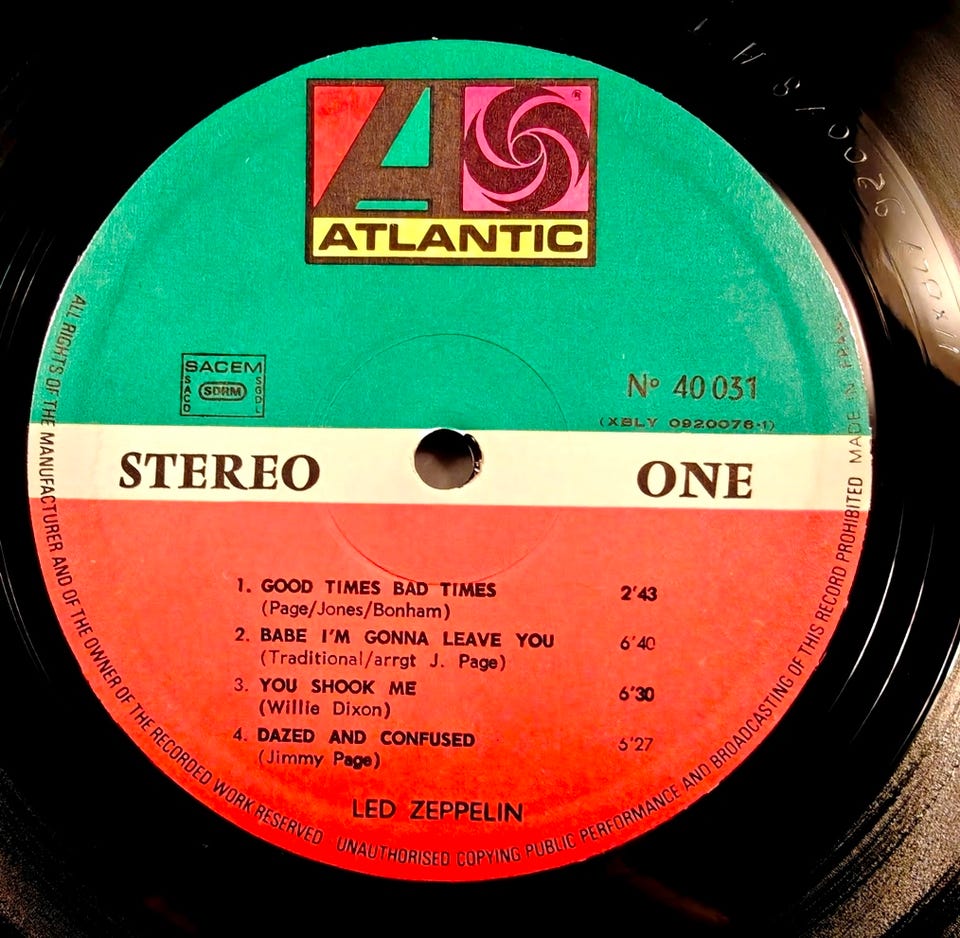 ATLANTIC
®
SACEM
SACD
SDRM
SGDL
Nº 40 031
(XBLY 0920078-1)
STEREO
ONE
1. GOOD TIMES BAD TIMES 2'43
(Page/Jones/Bonham)
2. BABE I'M GONNA LEAVE YOU 6'40
(Traditional/arrgt J. Page)
3. YOU SHOOK ME 6'30
(Willie Dixon)
4. DAZED AND CONFUSED 6'27
(Jimmy Page)
LED ZEPPELIN
ALL RIGHTS OF THE MANUFACTURER AND OF THE OWNER OF THE RECORDED WORK RESERVED UNAUTHORISED COPYING PUBLIC PERFORMANCE AND BROADCASTING OF THIS RECORD PROHIBITED MADE IN